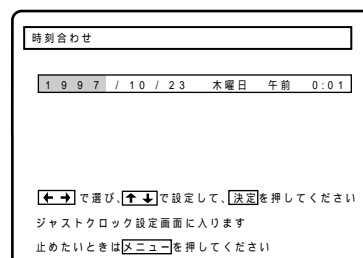 時刻合わせ
1997/10/23 木曜日 午前 0:01
← → で選び、↑ ↓ で設定して、決定を押してください
ジャストクロック設定画面に入ります
止めたいときはメニューを押してください